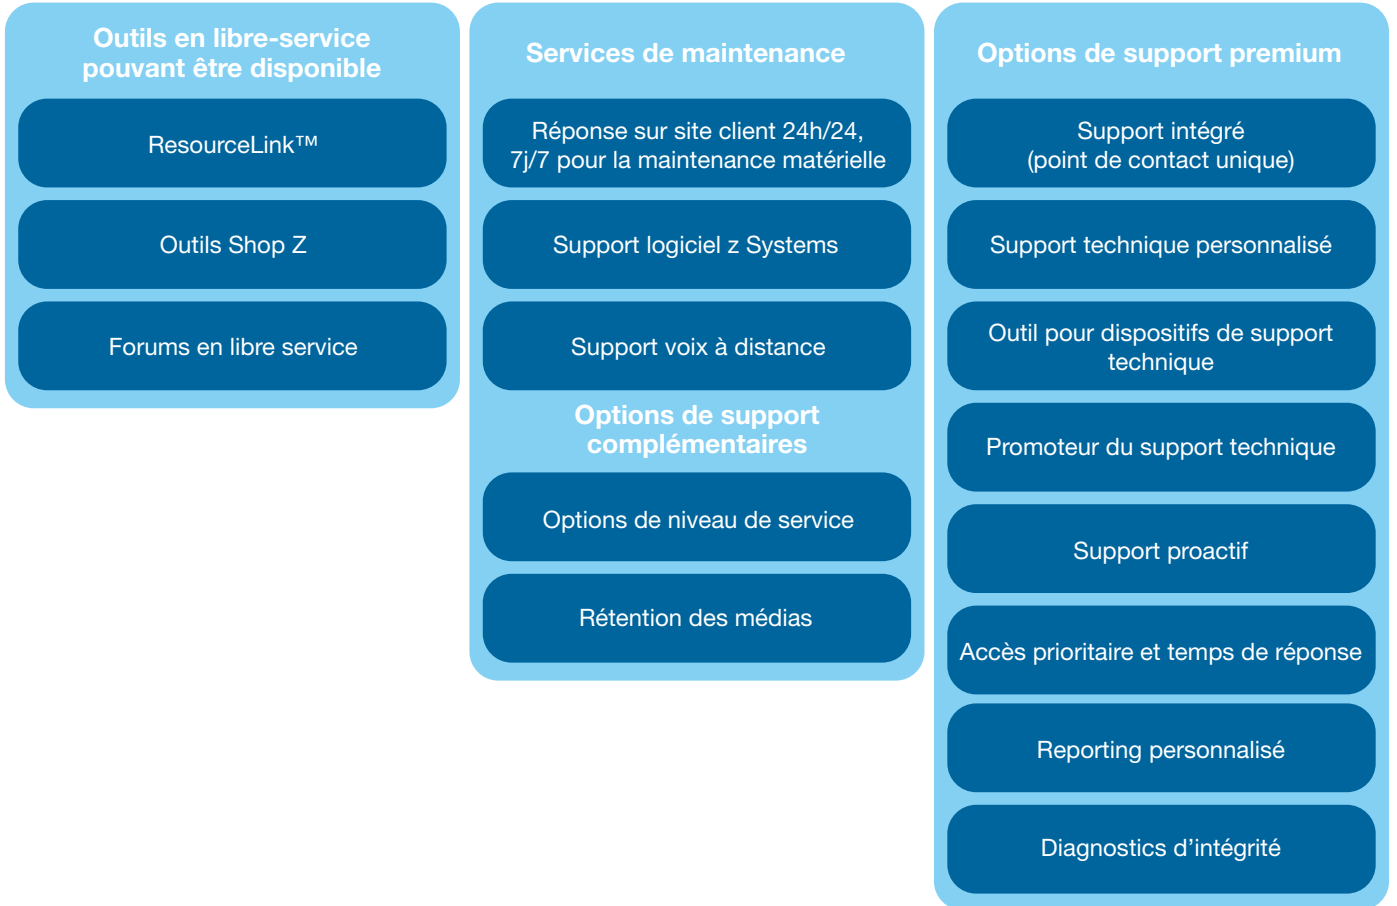 Outils en libre-service
pouvant être disponible
ResourceLink™
Outils Shop Z
Forums en libre service
Services de maintenance
Réponse sur site client 24h/24,
7j/7 pour la maintenance matérielle
Support logiciel z Systems
Support voix à distance
Options de support
complémentaires
Options de niveau de service
Rétention des médias
Options de support premium
Support intégré
(point de contact unique)
Support technique personnalisé
Outil pour dispositifs de support
technique
Promoteur du support technique
Support proactif
Accès prioritaire et temps de réponse
Reporting personnalisé
Diagnostics d’intégrité